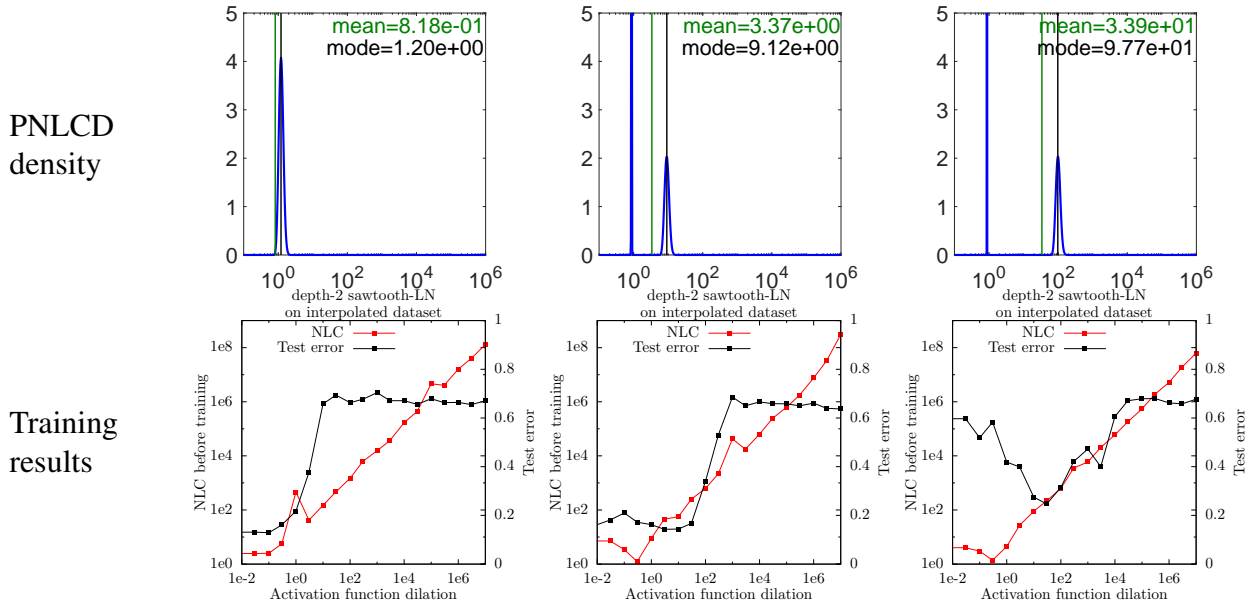 PNLCD
density
mean=8.18e-01
mode=1.20e+00
5
4
3
2
1
0
10^0 10^2 10^4 10^6
mean=3.37e+00
mode=9.12e+00
5
4
3
2
1
0
10^0 10^2 10^4 10^6
mean=3.39e+01
mode=9.77e+01
5
4
3
2
1
0
10^0 10^2 10^4 10^6
Training
results
depth-2 sawtooth-LN
on interpolated dataset
NLC
Test error
NLC before training
1e8
1e6
1e4
1e2
1e0
1e-2 1e0 1e2 1e4 1e6
Activation function dilation
Test error
1
0.8
0.6
0.4
0.2
0
depth-2 sawtooth-LN
on interpolated dataset
NLC
Test error
NLC before training
1e8
1e6
1e4
1e2
1e0
1e-2 1e0 1e2 1e4 1e6
Activation function dilation
Test error
1
0.8
0.6
0.4
0.2
0
depth-2 sawtooth-LN
on interpolated dataset
NLC
Test error
NLC before training
1e8
1e6
1e4
1e2
1e0
1e-2 1e0 1e2 1e4 1e6
Activation function dilation
Test error
1
0.8
0.6
0.4
0.2
0